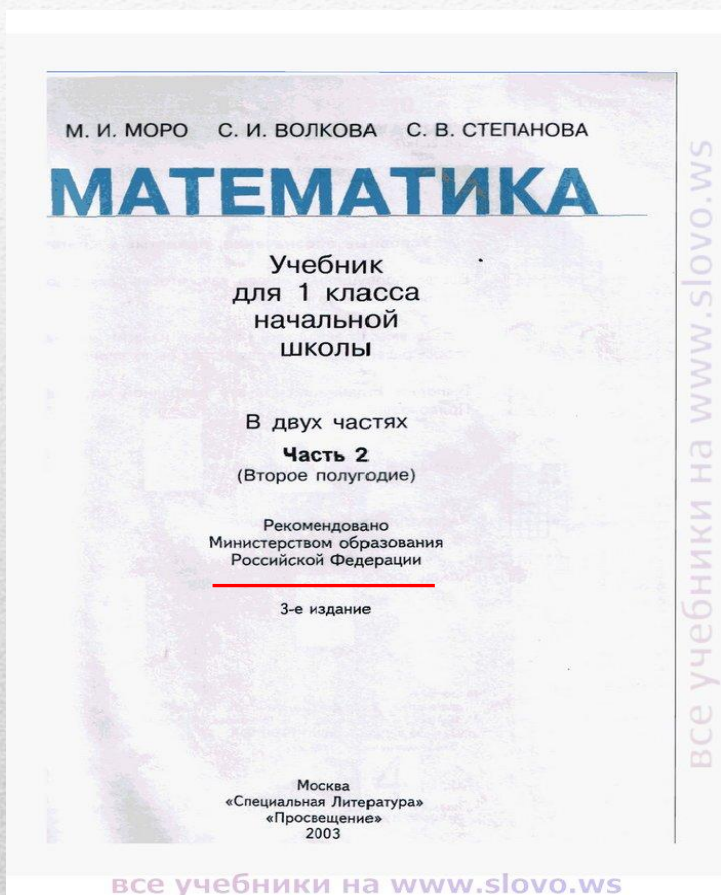 М. И. МОРО С. И. ВОЛКОВА С. В. СТЕПАНОВА
МАТЕМАТИКА
Учебник
для 1 класса
начальной
школы
В двух частях
Часть 2
(Второе полугодие)
Рекомендовано
Министерством образования
Российской Федерации
3-е издание
Москва
«Специальная Литература»
«Просвещение»
2003
все учебники на www.slovo.ws
все учебники на www.slovo.ws